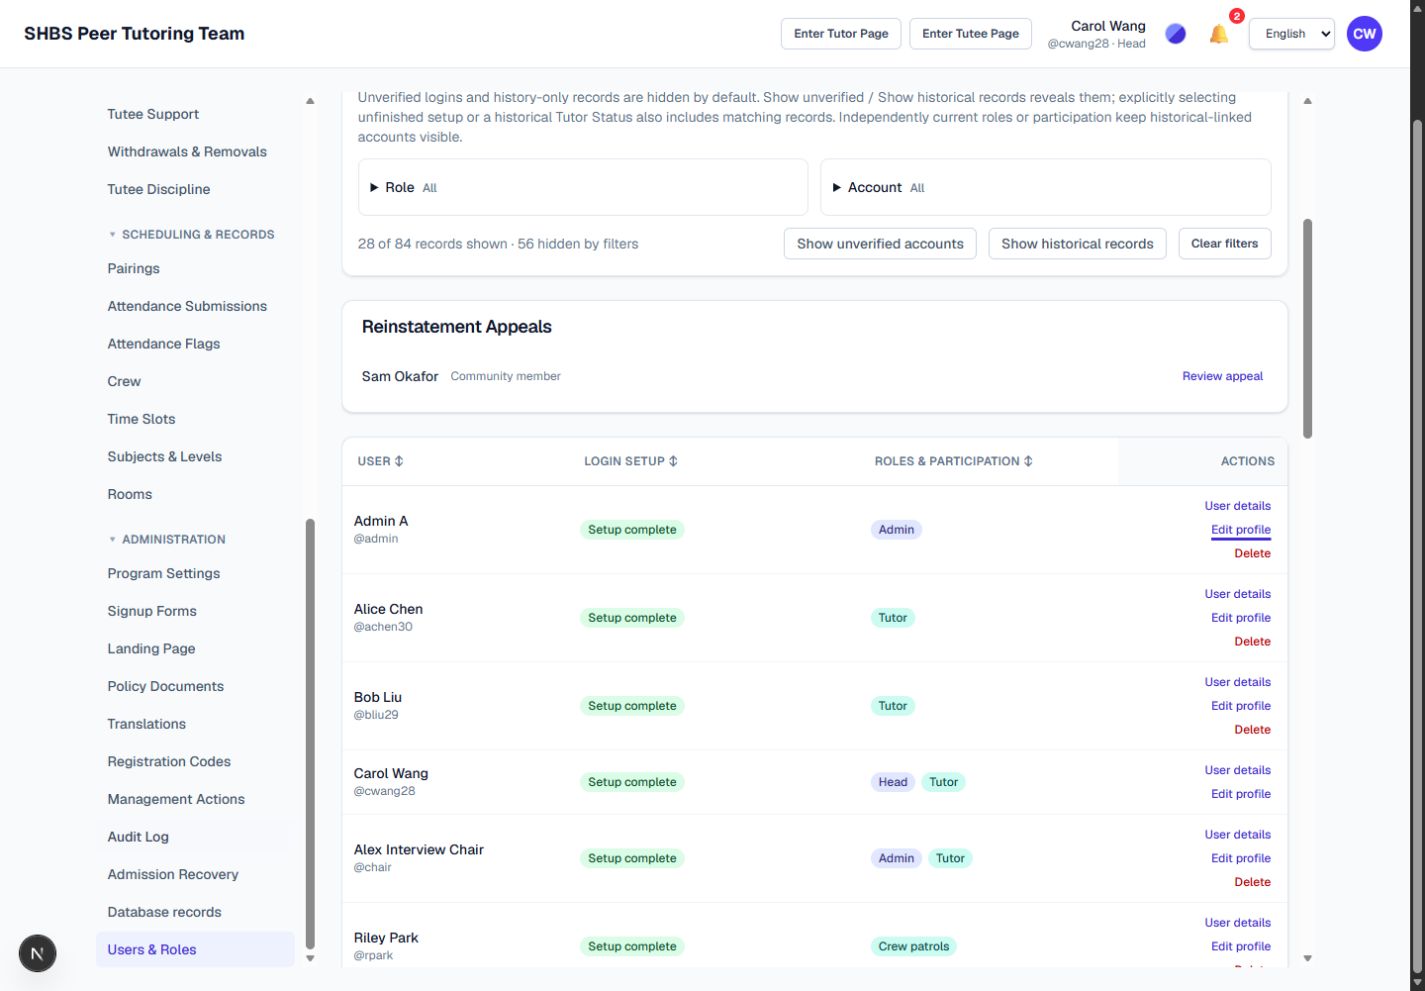 SHBS Peer Tutoring Team
Enter Tutor Page
Enter Tutee Page
Carol Wang
@cwang28 · Head
2
English
CW
Tutee Support
Withdrawals & Removals
Tutee Discipline
SCHEDULING & RECORDS
Pairings
Attendance Submissions
Attendance Flags
Crew
Time Slots
Subjects & Levels
Rooms
ADMINISTRATION
Program Settings
Signup Forms
Landing Page
Policy Documents
Translations
Registration Codes
Management Actions
Audit Log
Admission Recovery
Database records
Users & Roles
N
Unverified logins and history-only records are hidden by default. Show unverified / Show historical records reveals them; explicitly selecting
unfinished setup or a historical Tutor Status also includes matching records. Independently current roles or participation keep historical-linked
accounts visible.
Role All
Account All
28 of 84 records shown · 56 hidden by filters
Show unverified accounts
Show historical records
Clear filters
Reinstatement Appeals
Sam Okafor Community member
Review appeal
USER LOGIN SETUP ROLES & PARTICIPATION ACTIONS
Admin A
@admin
Setup complete
Admin
User details
Edit profile
Delete
Alice Chen
@achen30
Setup complete
Tutor
User details
Edit profile
Delete
Bob Liu
@bliu29
Setup complete
Tutor
User details
Edit profile
Delete
Carol Wang
@cwang28
Setup complete
Head Tutor
User details
Edit profile
Alex Interview Chair
@chair
Setup complete
Admin Tutor
User details
Edit profile
Delete
Riley Park
@rpark
Setup complete
Crew patrols
User details
Edit profile